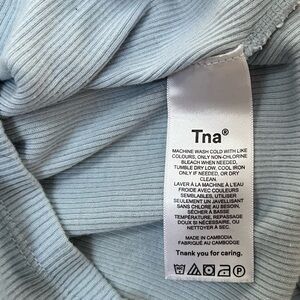 Tna®
MACHINE WASH COLD WITH LIKE
COLOURS, ONLY NON-CHLORINE
BLEACH WHEN NEEDED,
TUMBLE DRY LOW, COOL IRON
ONLY IF NEEDED, OR DRY
CLEAN.
LAVER À LA MACHINE À L'EAU
FROIDE AVEC COULEURS
SEMBLABLES, UTILISER
SEULEMENT UN JAVELLISANT
SANS CHLORE AU BESOIN,
SÉCHER À BASSE
TEMPÉRATURE, REPASSAGE
DOUX SI NÉCESSAIRE, OU
NETTOYER À SEC.
MADE IN CAMBODIA
FABRIQUÉ AU CAMBODGE
Thank you for caring.